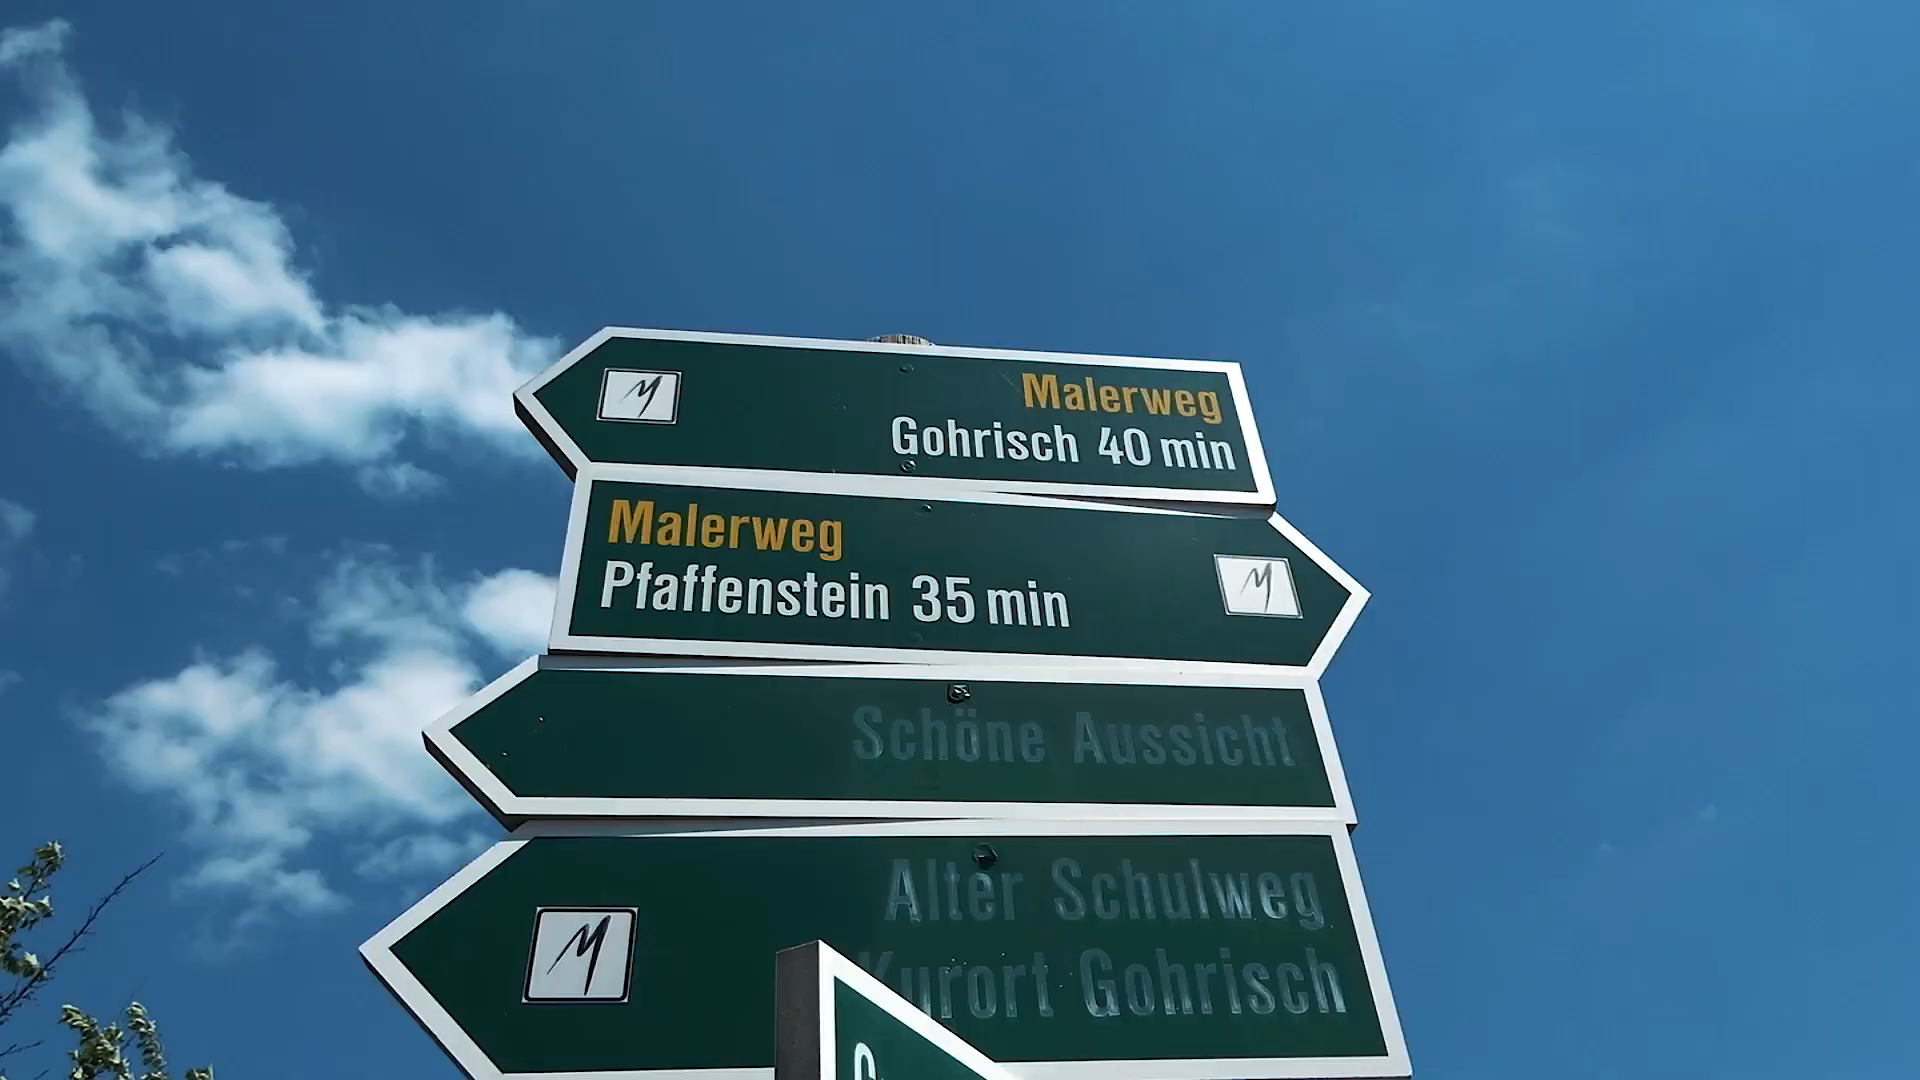 Malerweg
Gohrisch 40 min
Malerweg
Pfaffenstein 35 min
Schöne Aussicht
M
M
Alter Schulweg
Kurort Gohrisch
M